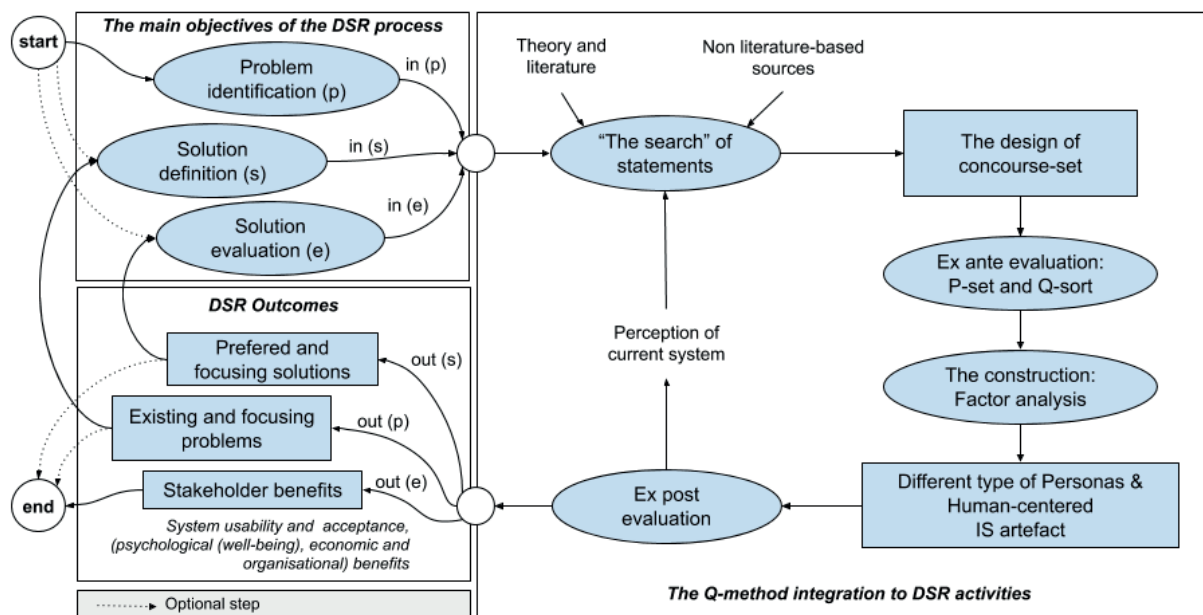 The main objectives of the DSR process
start
Problem
identification (p)
in (p)
Solution
definition (s)
in (s)
Solution
evaluation (e)
in (e)
DSR Outcomes
Prefered and
focusing solutions
out (s)
Existing and focusing
problems
out (p)
Stakeholder benefits
out (e)
end
System usability and acceptance,
(psychological (well-being), economic and
organisational) benefits
Optional step
Theory and
literature
Non literature-based
sources
“The search” of
statements
The design of
concourse-set
Ex ante evaluation:
P-set and Q-sort
Perception of
current system
The construction:
Factor analysis
Different type of Personas &
Human-centered
IS artefact
Ex post
evaluation
The Q-method integration to DSR activities